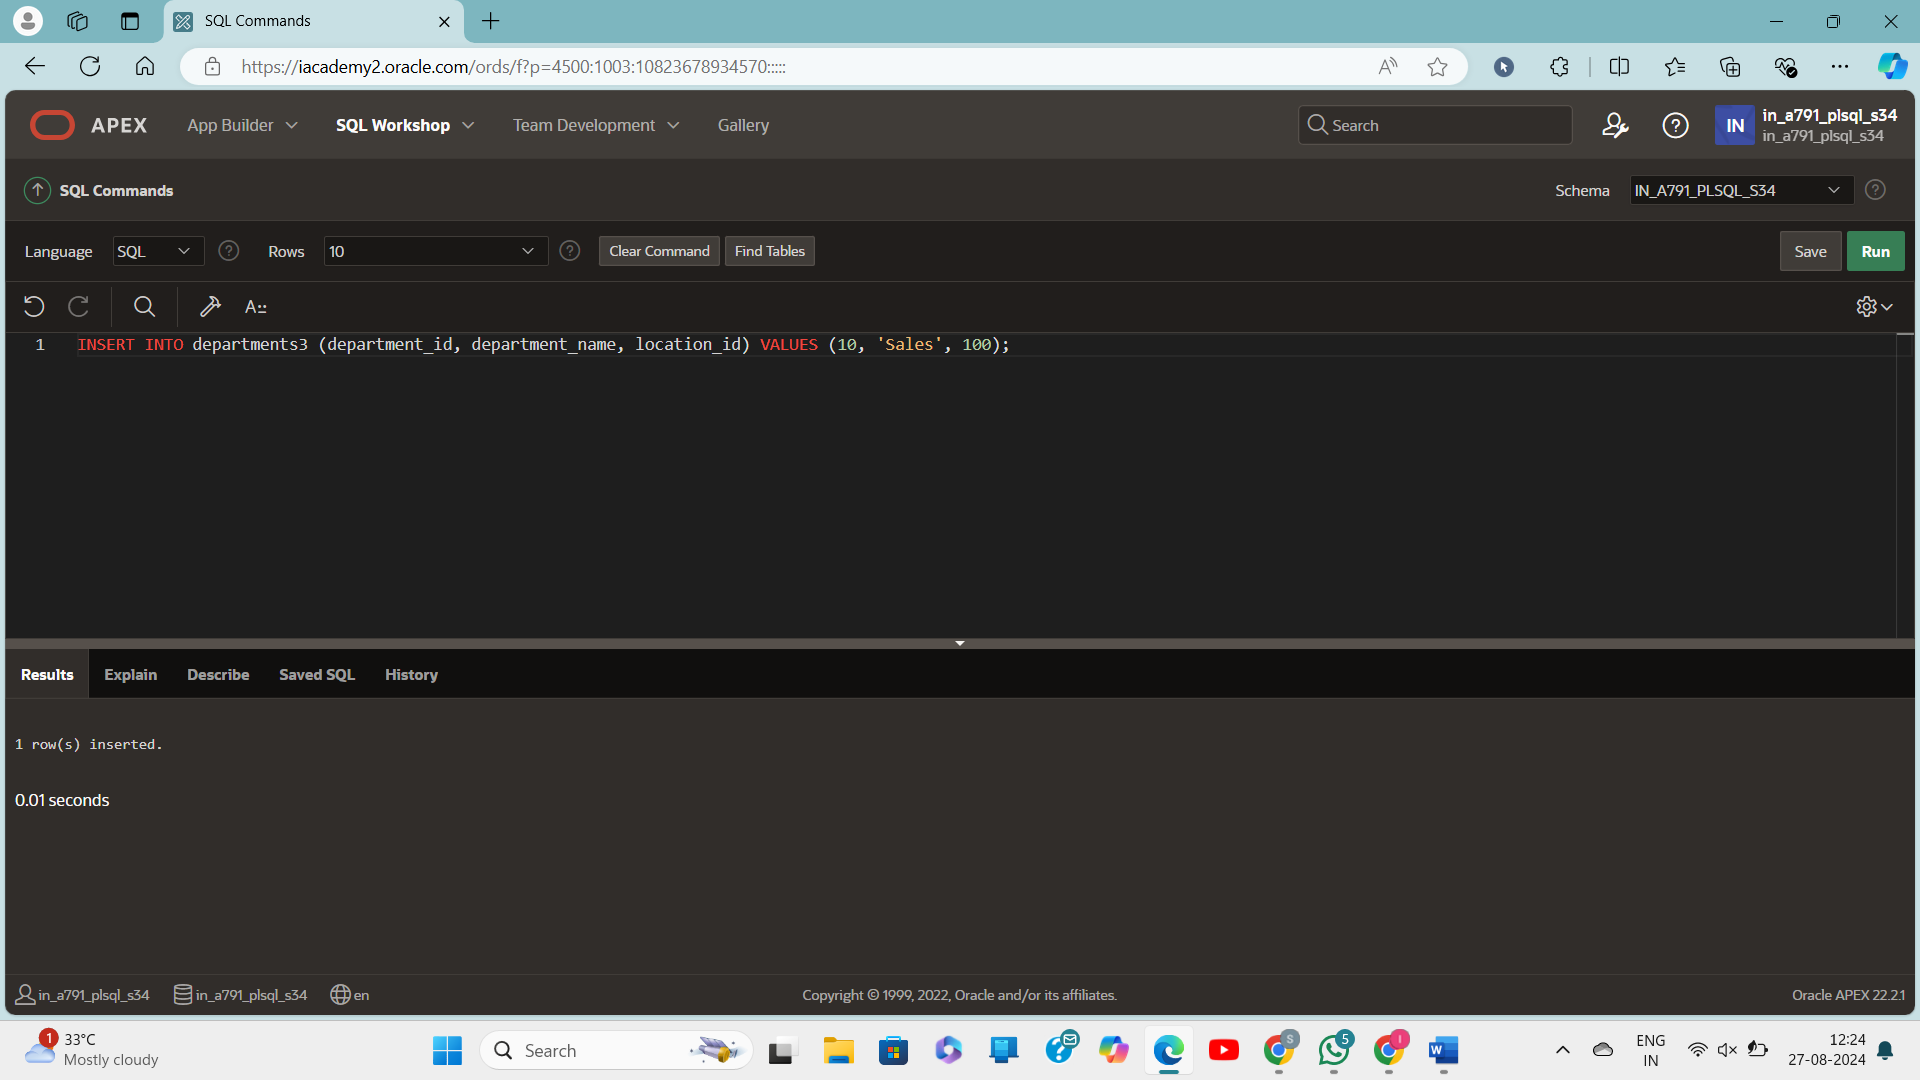 SQL Commands
https://iacademy2.oracle.com/ords/f?p=4500:1003:10823678934570:::::
APEX App Builder SQL Workshop Team Development Gallery Search IN in_a791_plsql_s34
in_a791_plsql_s34
SQL Commands Schema IN_A791_PLSQL_S34
Language SQL Rows 10 Clear Command Find Tables Save Run
A::
1 INSERT INTO departments3 (department_id, department_name, location_id) VALUES (10, 'Sales', 100);
Results Explain Describe Saved SQL History
1 row(s) inserted.
0.01 seconds
in_a791_plsql_s34 in_a791_plsql_s34 en Copyright © 1999, 2022, Oracle and/or its affiliates. Oracle APEX 22.2.1
1 33°C
Mostly cloudy
Search
S 5 I W
ENG
IN
12:24
27-08-2024